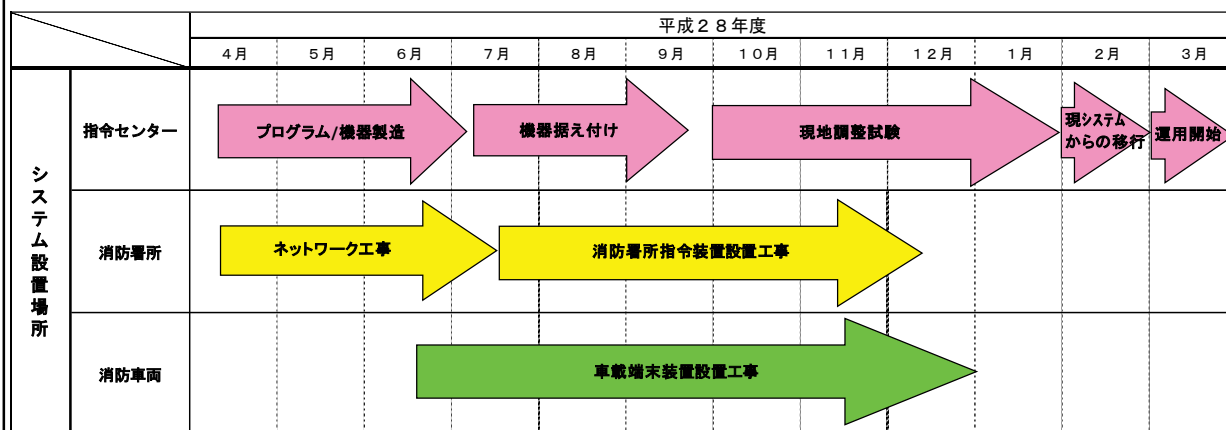 平成２８年度
４月 ５月 ６月 ７月 ８月 ９月 １０月 １１月 １２月 １月 ２月 ３月
システム設置場所
指令センター
プログラム/機器製造
機器据え付け
現地調整試験
現システム
からの移行
運用開始
消防署所
ネットワーク工事
消防署所指令装置設置工事
消防車両
車載端末装置設置工事